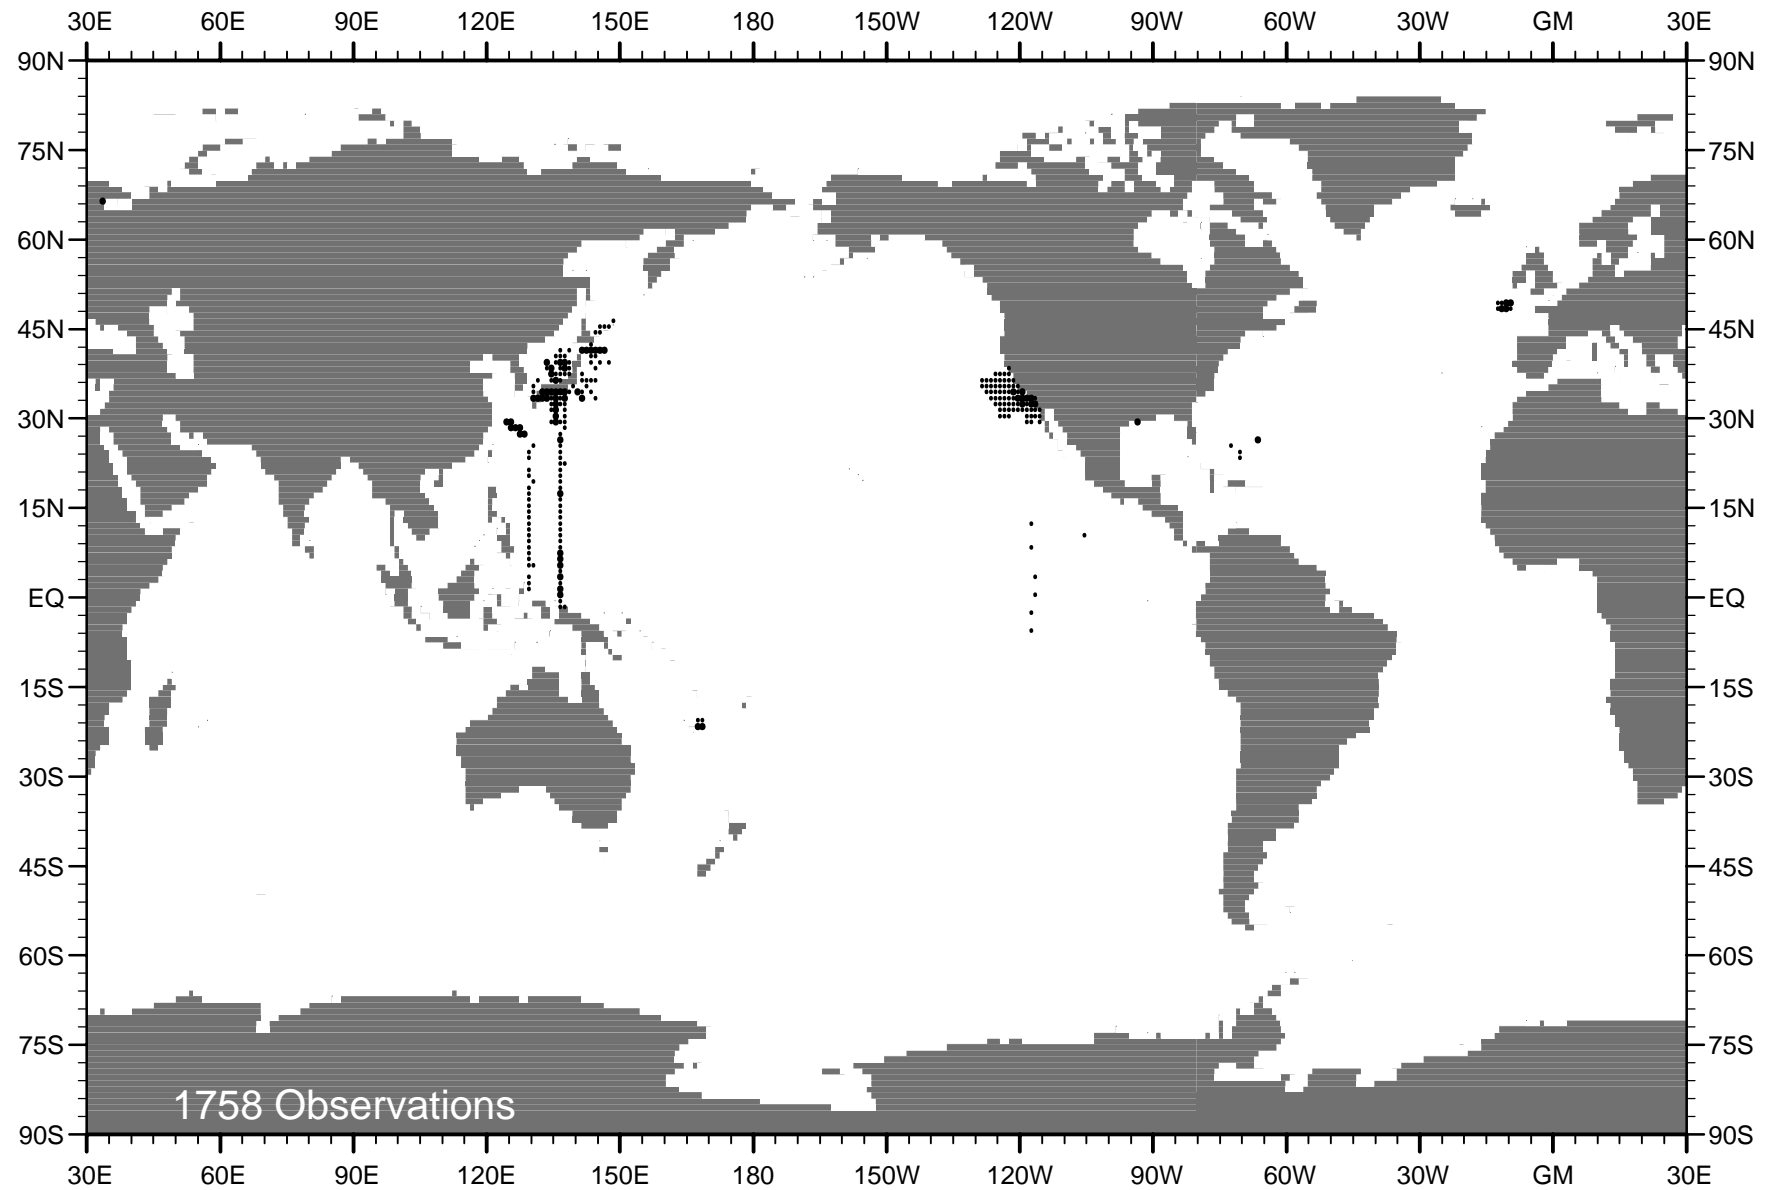 30E 60E 90E 120E 150E 180 150W 120W 90W 60W 30W GM 30E
90N 90N
75N 75N
60N 60N
45N 45N
30N 30N
15N 15N
EQ EQ
15S 15S
30S 30S
45S 45S
60S 60S
75S 75S
1758 Observations
90S 90S
30E 60E 90E 120E 150E 180 150W 120W 90W 60W 30W GM 30E